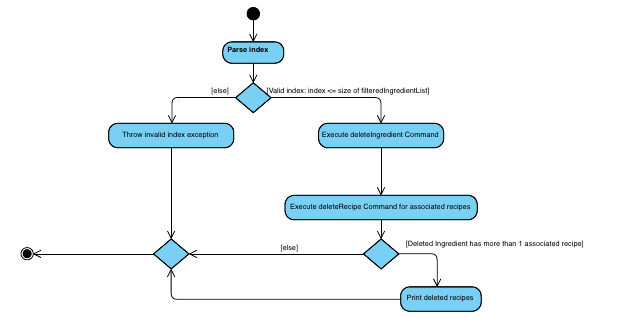 Parse index
[else]
[Valid index: index <= size of filteredIngredientList]
Throw invalid index exception
Execute deleteIngredient Command
Execute deleteRecipe Command for associated recipes
[else]
[Deleted Ingredient has more than 1 associated recipe]
Print deleted recipes